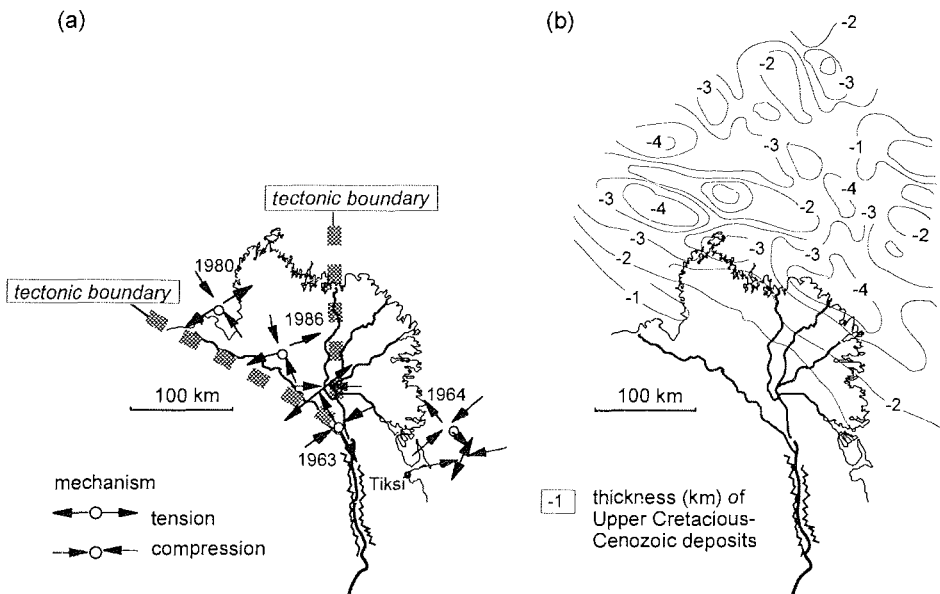 (a)
tectonic boundary
1980
tectonic boundary
1986
100 km
1964
1963
Tiksi
mechanism
tension
compression
(b)
-2
-2
-3
-3
-4
-3
-1
-3
-4
-4
-2
-3
-3
-3
-2
-2
-1
-4
-2
100 km
-1 thickness (km) of
Upper Cretacious-
Cenozoic deposits